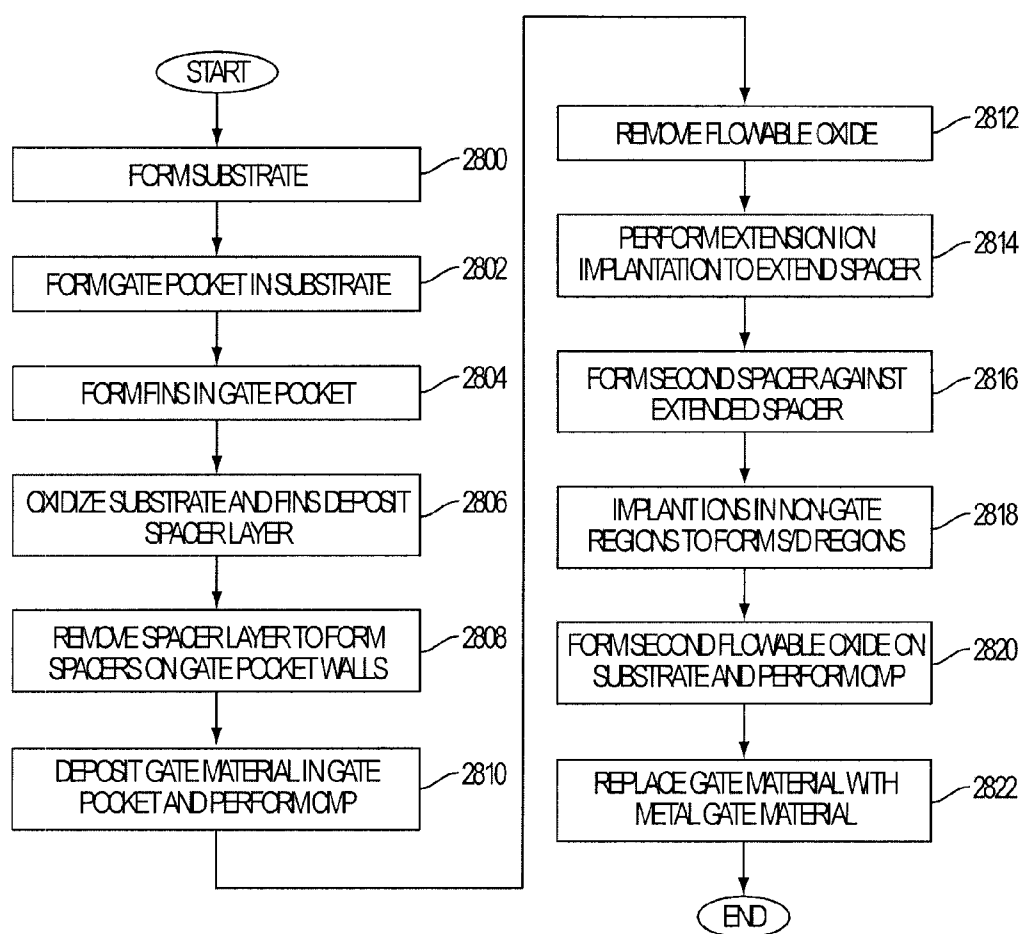 START
FORM SUBSTRATE
2800
FORM GATE POCKET IN SUBSTRATE
2802
FORM FINS IN GATE POCKET
2804
OXIDIZE SUBSTRATE AND FINS DEPOSIT
SPACER LAYER
2806
REMOVE SPACER LAYER TO FORM
SPACERS ON GATE POCKET WALLS
2808
DEPOSIT GATE MATERIAL IN GATE
POCKET AND PERFORM CMP
2810
REMOVE FLOWABLE OXIDE
2812
PERFORM EXTENSION ION
IMPLANTATION TO EXTEND SPACER
2814
FORM SECOND SPACER AGAINST
EXTENDED SPACER
2816
IMPLANT IONS IN NON-GATE
REGIONS TO FORM S/D REGIONS
2818
FORM SECOND FLOWABLE OXIDE ON
SUBSTRATE AND PERFORM CMP
2820
REPLACE GATE MATERIAL WITH
METAL GATE MATERIAL
2822
END